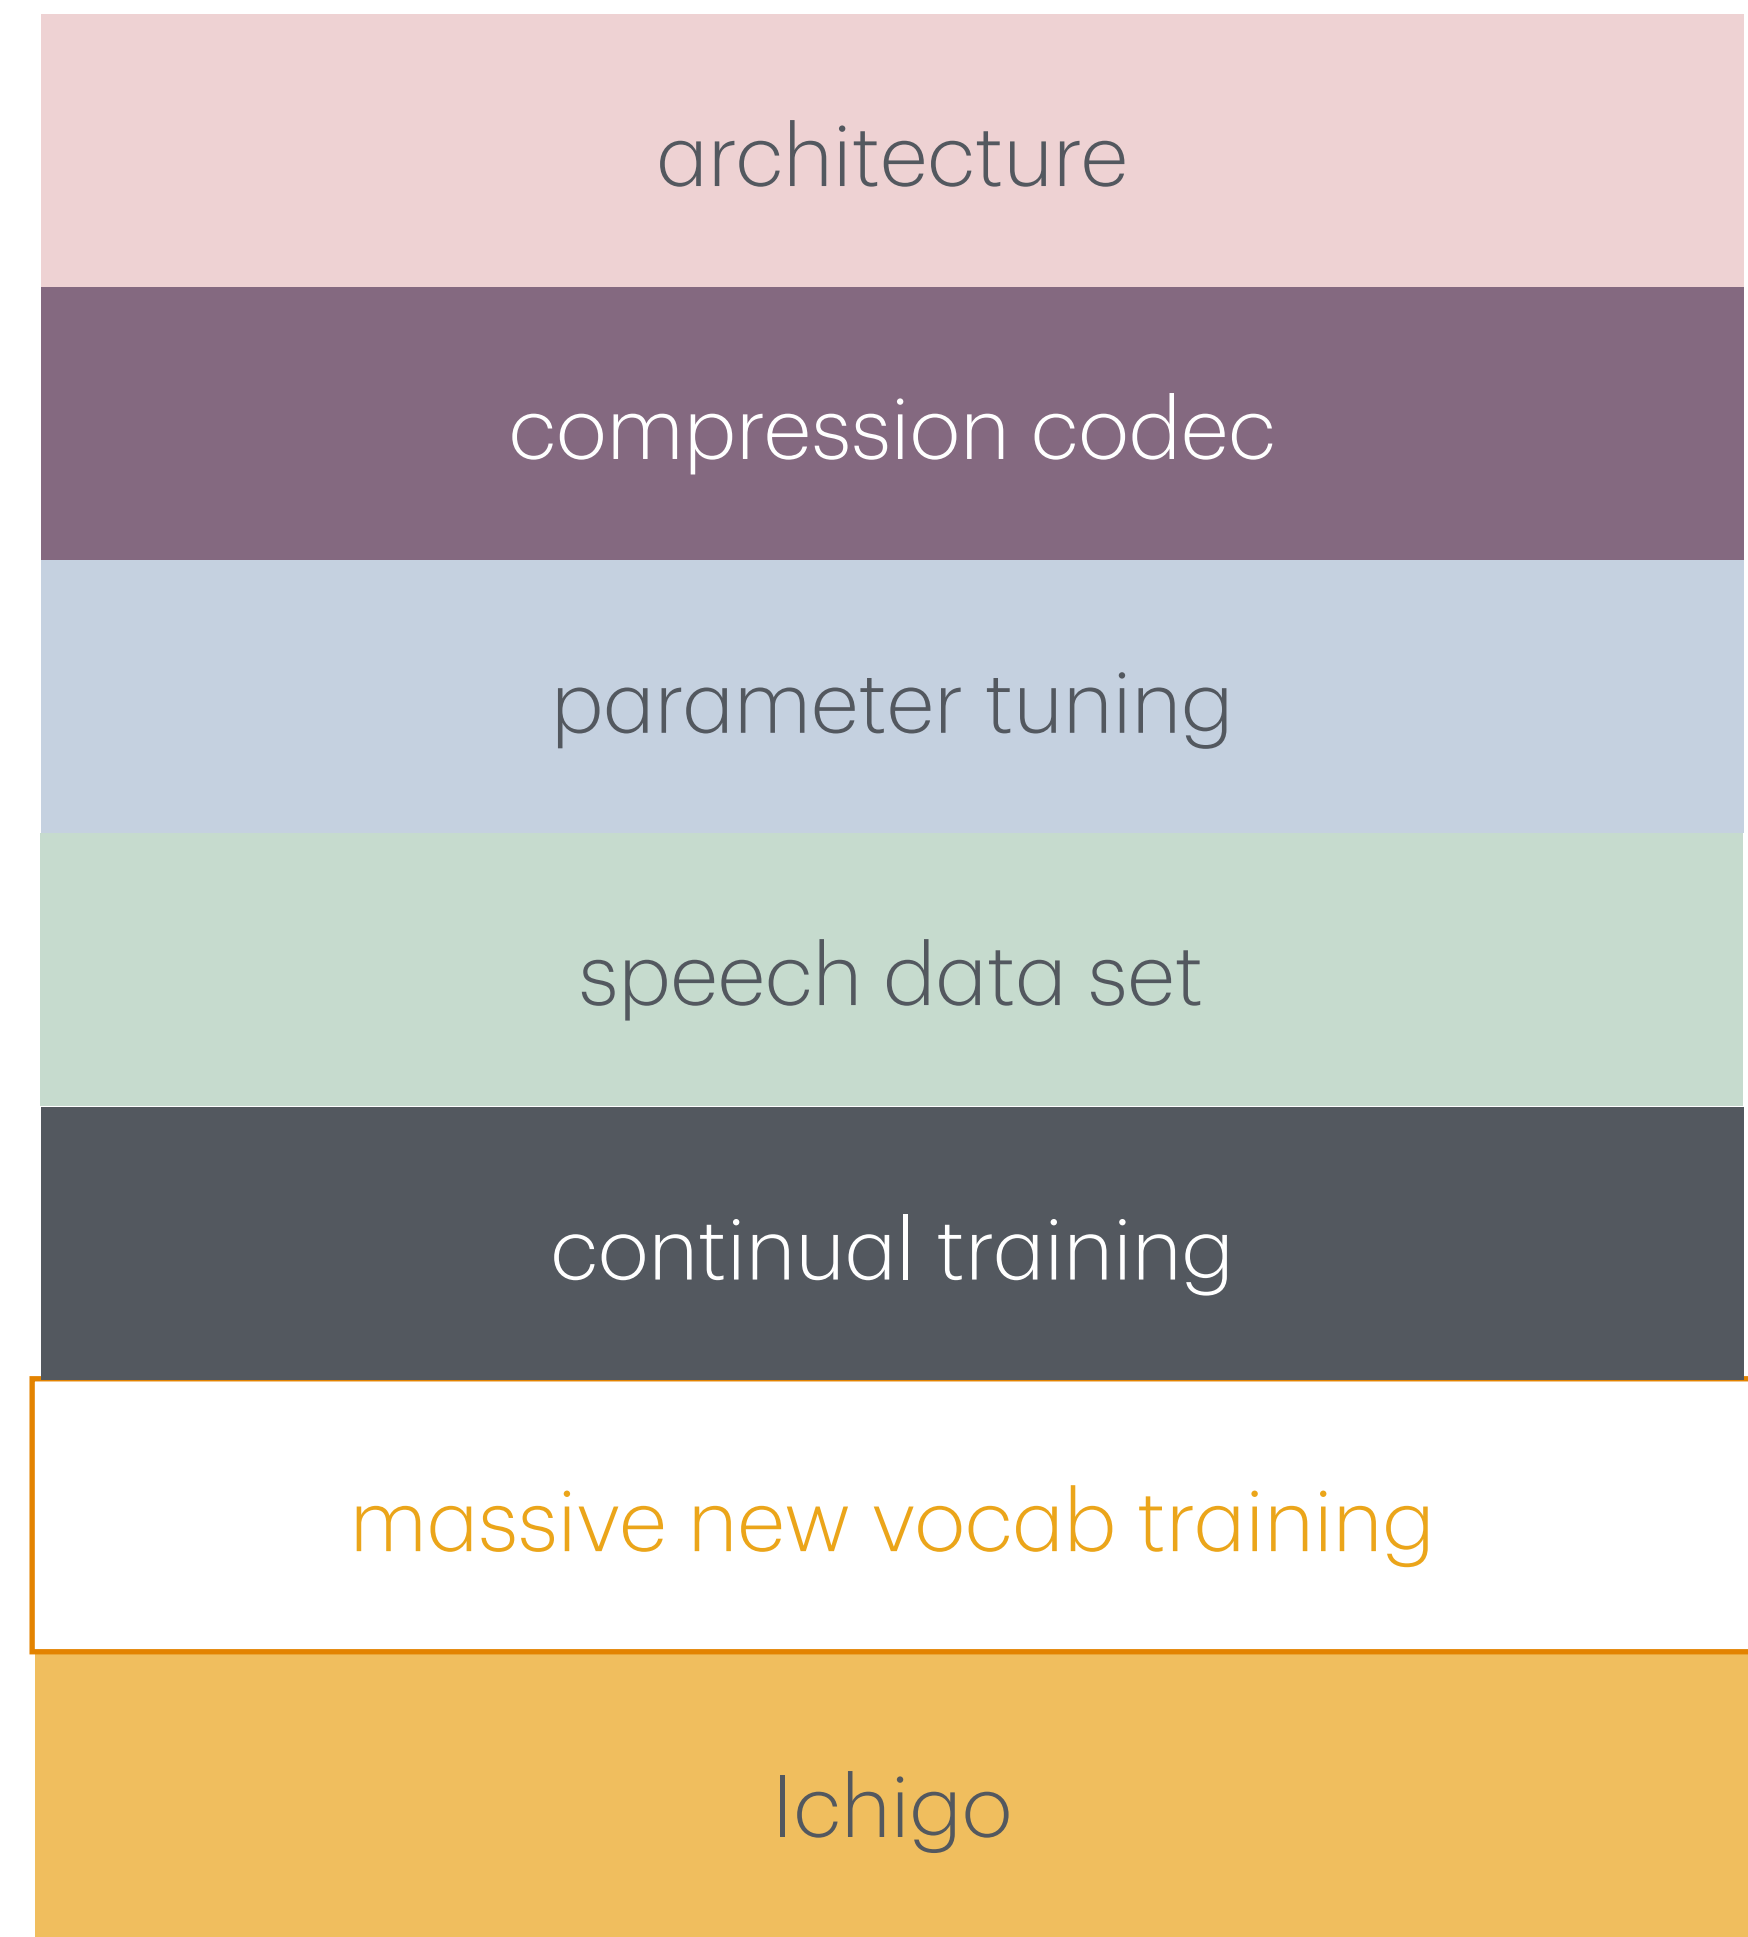 architecture
compression codec
parameter tuning
speech data set
continual training
massive new vocab training
Ichigo